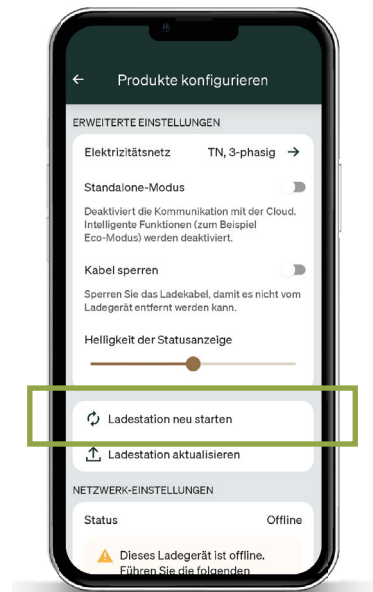 Produkte konfigurieren
ERWEITERTE EINSTELLUNGEN
Elektrizitätsnetz TN, 3-phasig
Standalone-Modus
Deaktiviert die Kommunikation mit der Cloud.
Intelligente Funktionen (zum Beispiel
Eco-Modus) werden deaktiviert.
Kabel sperren
Sperren Sie das Ladekabel, damit es nicht vom
Ladegerät entfernt werden kann.
Helligkeit der Statusanzeige
Ladestation neu starten
Ladestation aktualisieren
NETZWERK-EINSTELLUNGEN
Status Offline
Dieses Ladegerät ist offline.
Führen Sie die folgenden